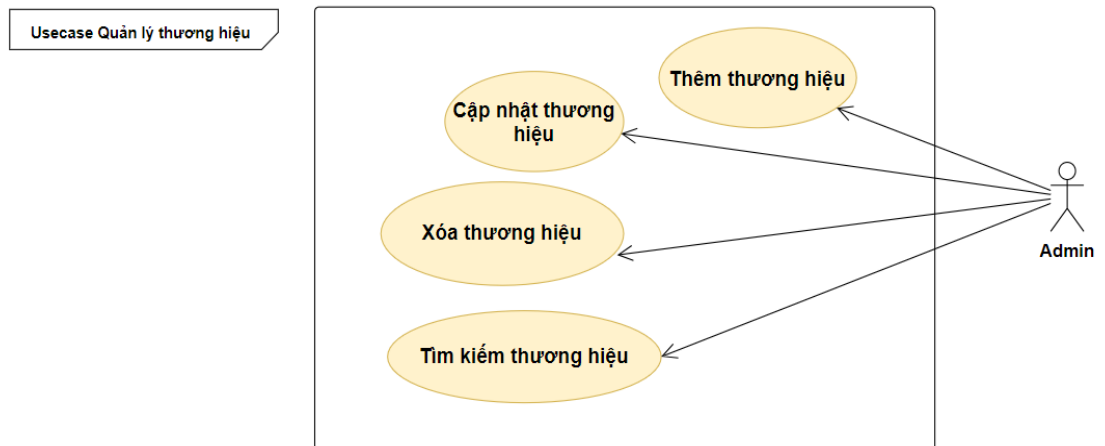 Usecase Quản lý thương hiệu
Thêm thương hiệu
Cập nhật thương
hiệu
Xóa thương hiệu
Admin
Tìm kiếm thương hiệu